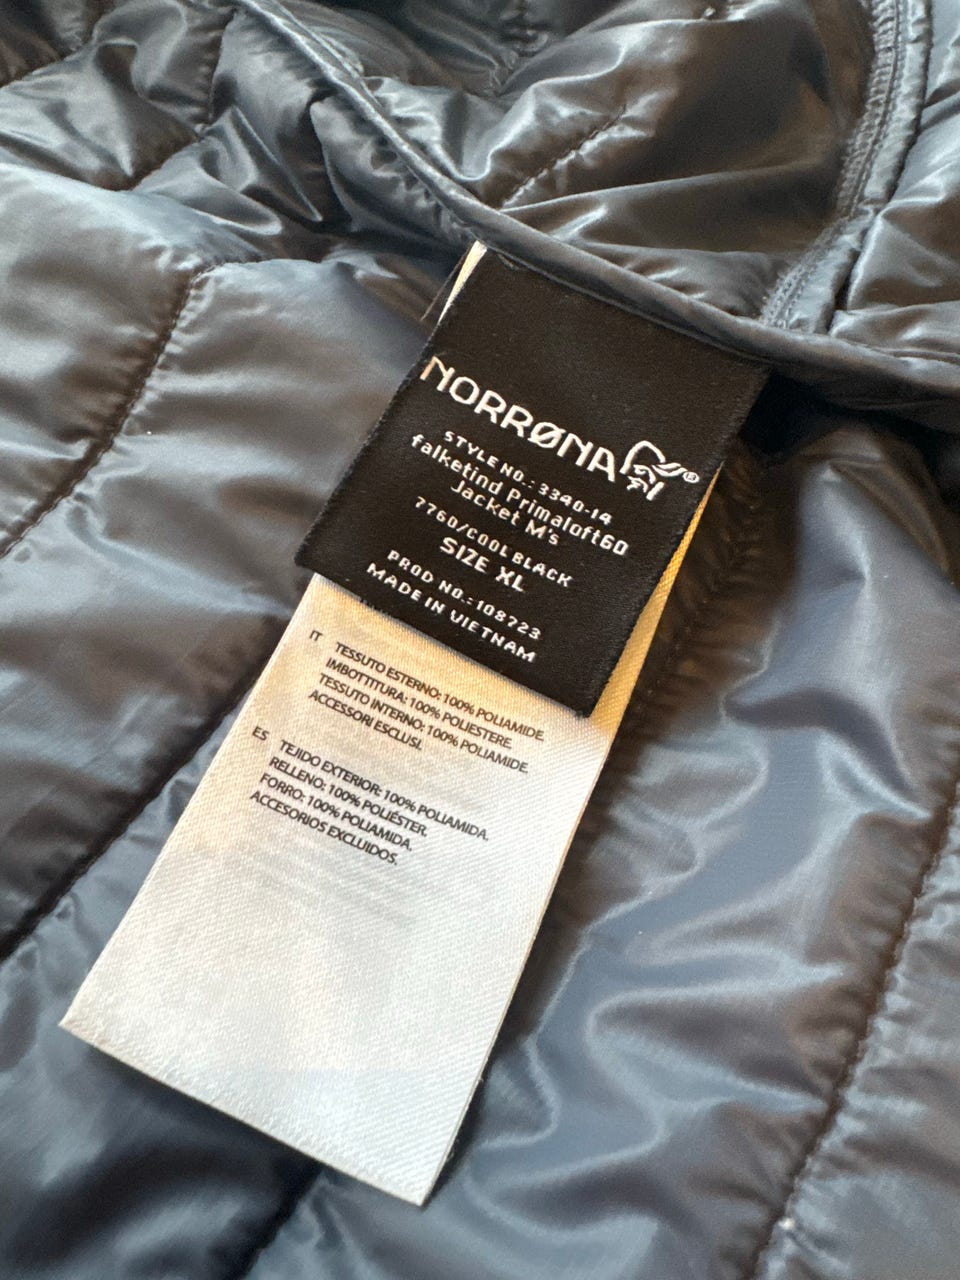 NORRØNA®
STYLE NO.: 3340-14
falketind Primaloft60
Jacket M's
7760/COOL BLACK
SIZE XL
PROD NO.: 108723
MADE IN VIETNAM
IT TESSUTO ESTERNO: 100% POLIAMIDE.
IMBOTTITURA: 100% POLIESTERE.
TESSUTO INTERNO: 100% POLIAMIDE.
ACCESSORI ESCLUSI.
ES TEJIDO EXTERIOR: 100% POLIAMIDA.
RELLENO: 100% POLIÉSTER.
FORRO: 100% POLIAMIDA.
ACCESORIOS EXCLUIDOS.